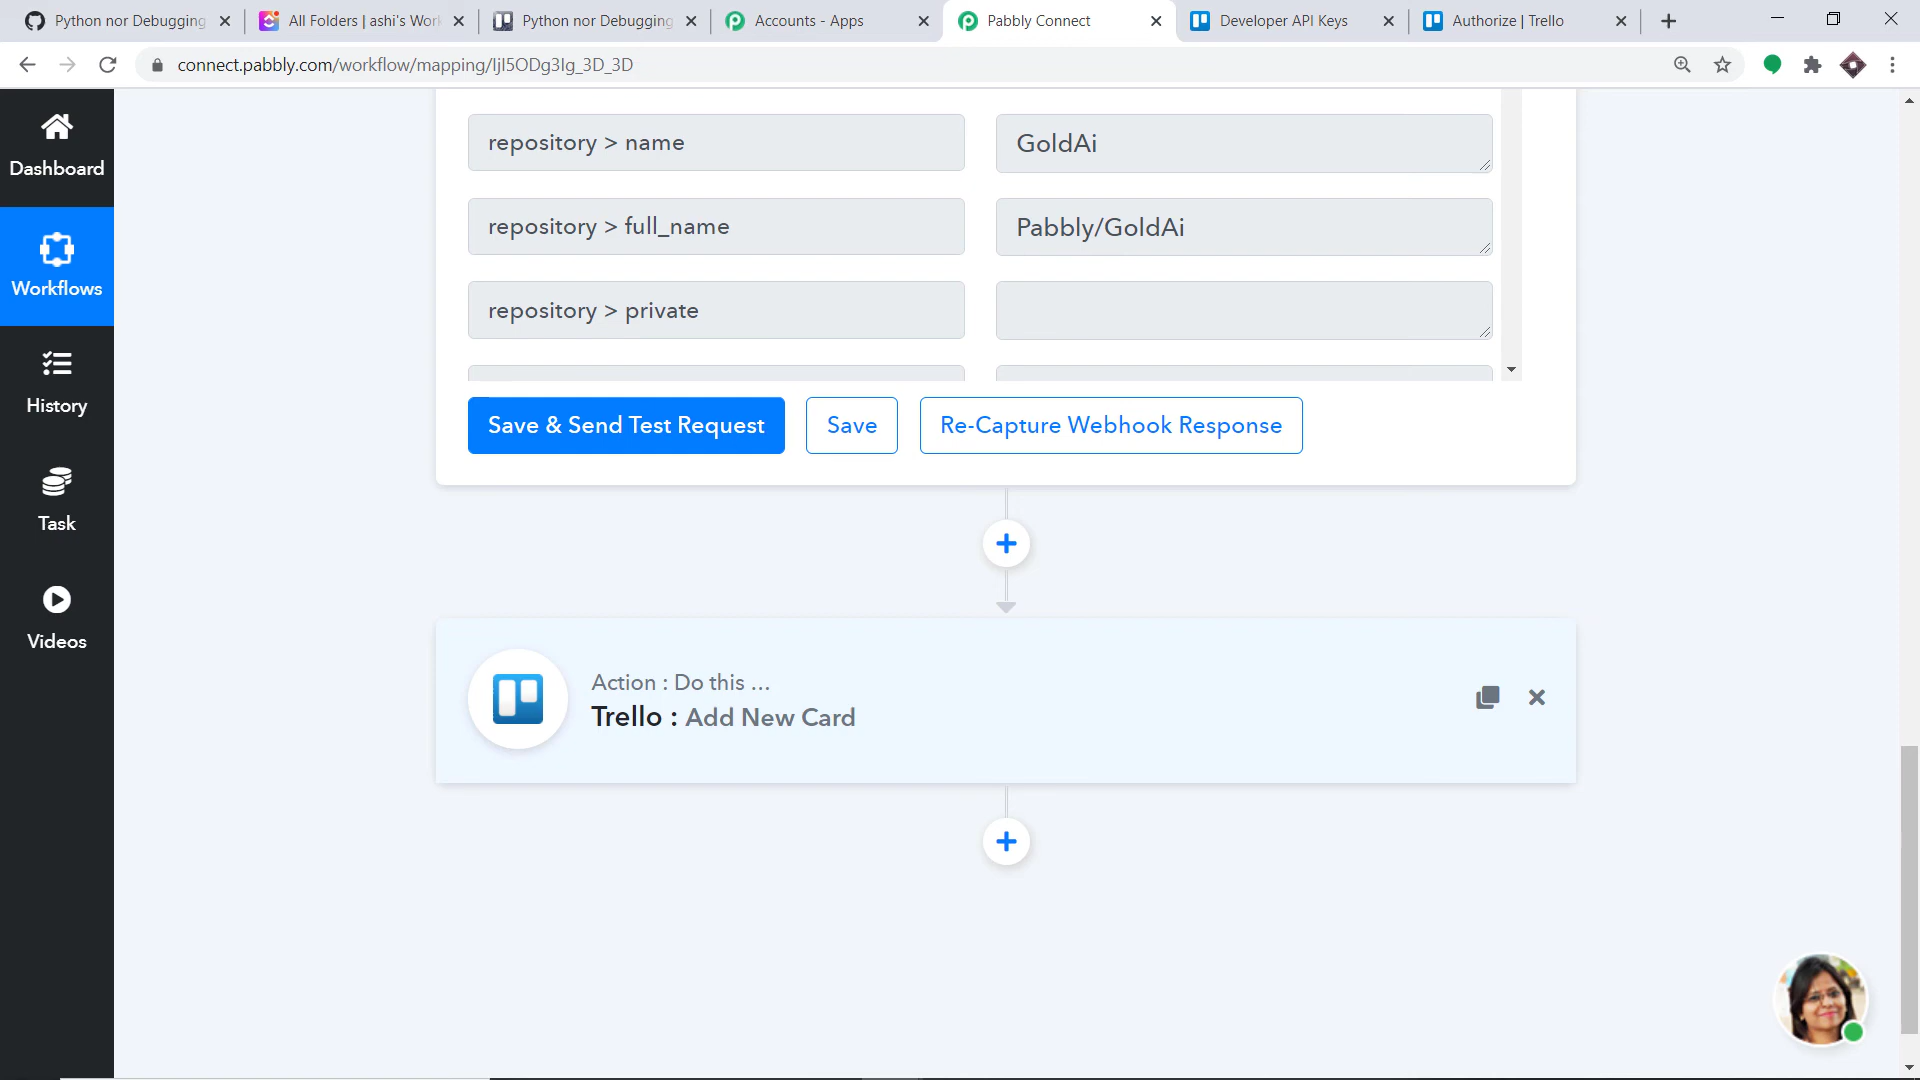 Python nor Debugging
All Folders | ashi's Work
Python nor Debugging
Accounts - Apps
Pabbly Connect
Developer API Keys
Authorize | Trello
connect.pabbly.com/workflow/mapping/IjI5ODg3Ig_3D_3D
Dashboard
Workflows
History
Task
Videos
repository > name
GoldAi
repository > full_name
Pabbly/GoldAi
repository > private
Save & Send Test Request
Save
Re-Capture Webhook Response
Action : Do this ...
Trello : Add New Card